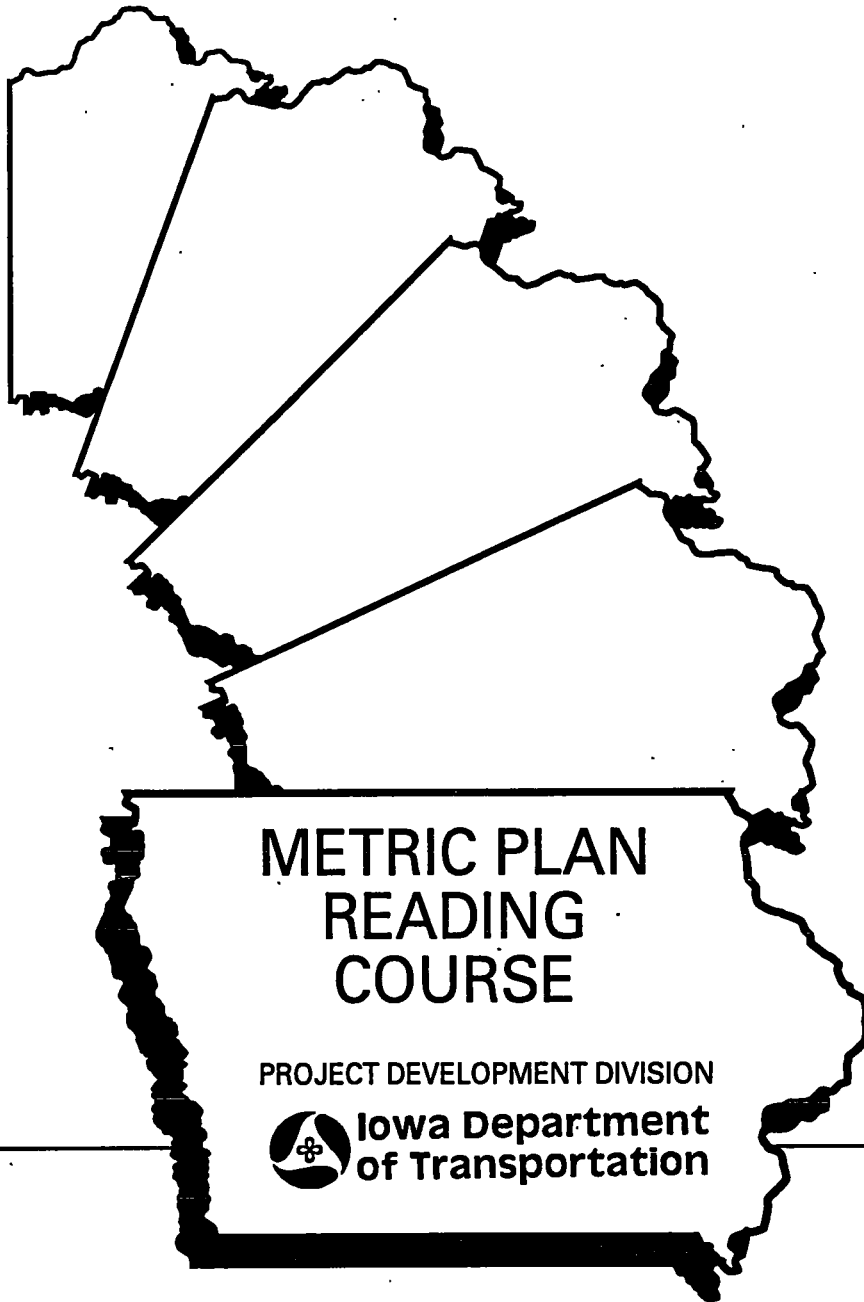 METRIC PLAN
READING
COURSE
PROJECT DEVELOPMENT DIVISION
Iowa Department
of Transportation